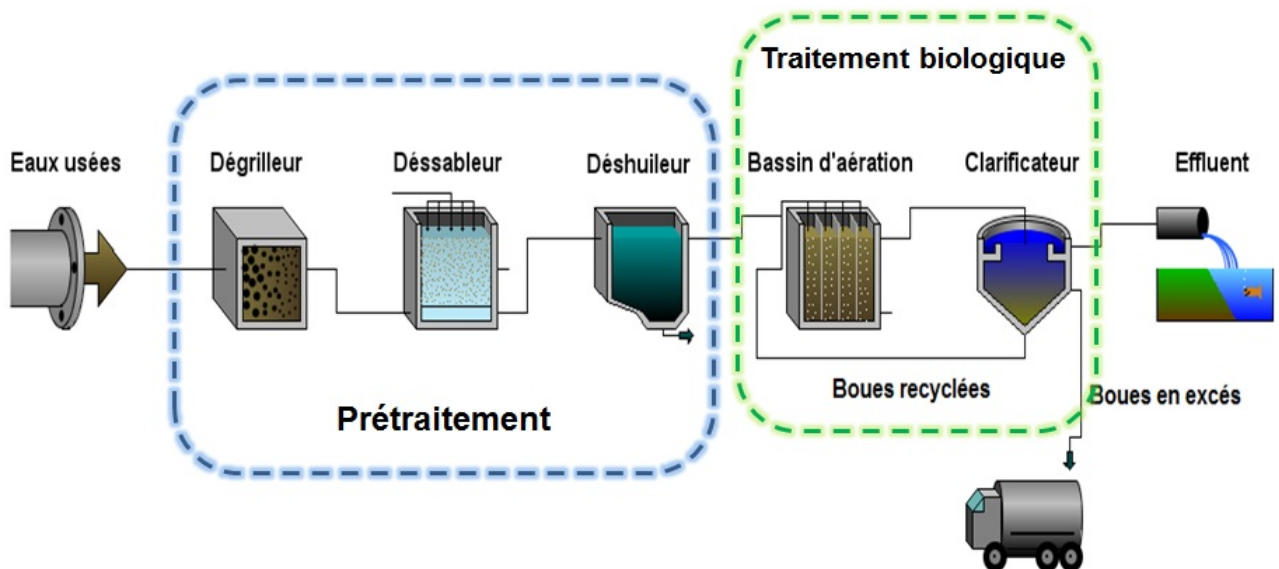 Traitement biologique
Eaux usées
Dégrilleur
Déssableur
Déshuileur
Bassin d'aération
Clarificateur
Effluent
Prétraitement
Boues recyclées
Boues en excés